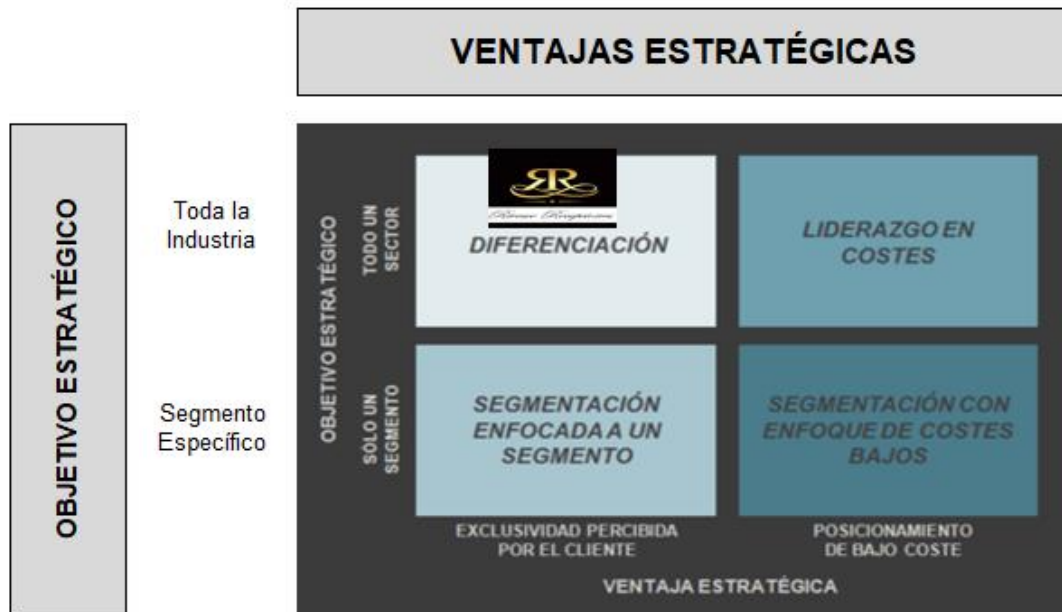 VENTAJAS ESTRATÉGICAS
OBJETIVO ESTRATÉGICO
Toda la
Industria
Segmento
Específico
OBJETIVO ESTRATÉGICO
TODO UN
SECTOR
SÓLO UN
SEGMENTO
RR
DIFERENCIACIÓN
LIDERAZGO EN
COSTES
SEGMENTACIÓN
ENFOCADA A UN
SEGMENTO
SEGMENTACIÓN CON
ENFOQUE DE COSTES
BAJOS
EXCLUSIVIDAD PERCIBIDA
POR EL CLIENTE
POSICIONAMIENTO
DE BAJO COSTE
VENTAJA ESTRATÉGICA